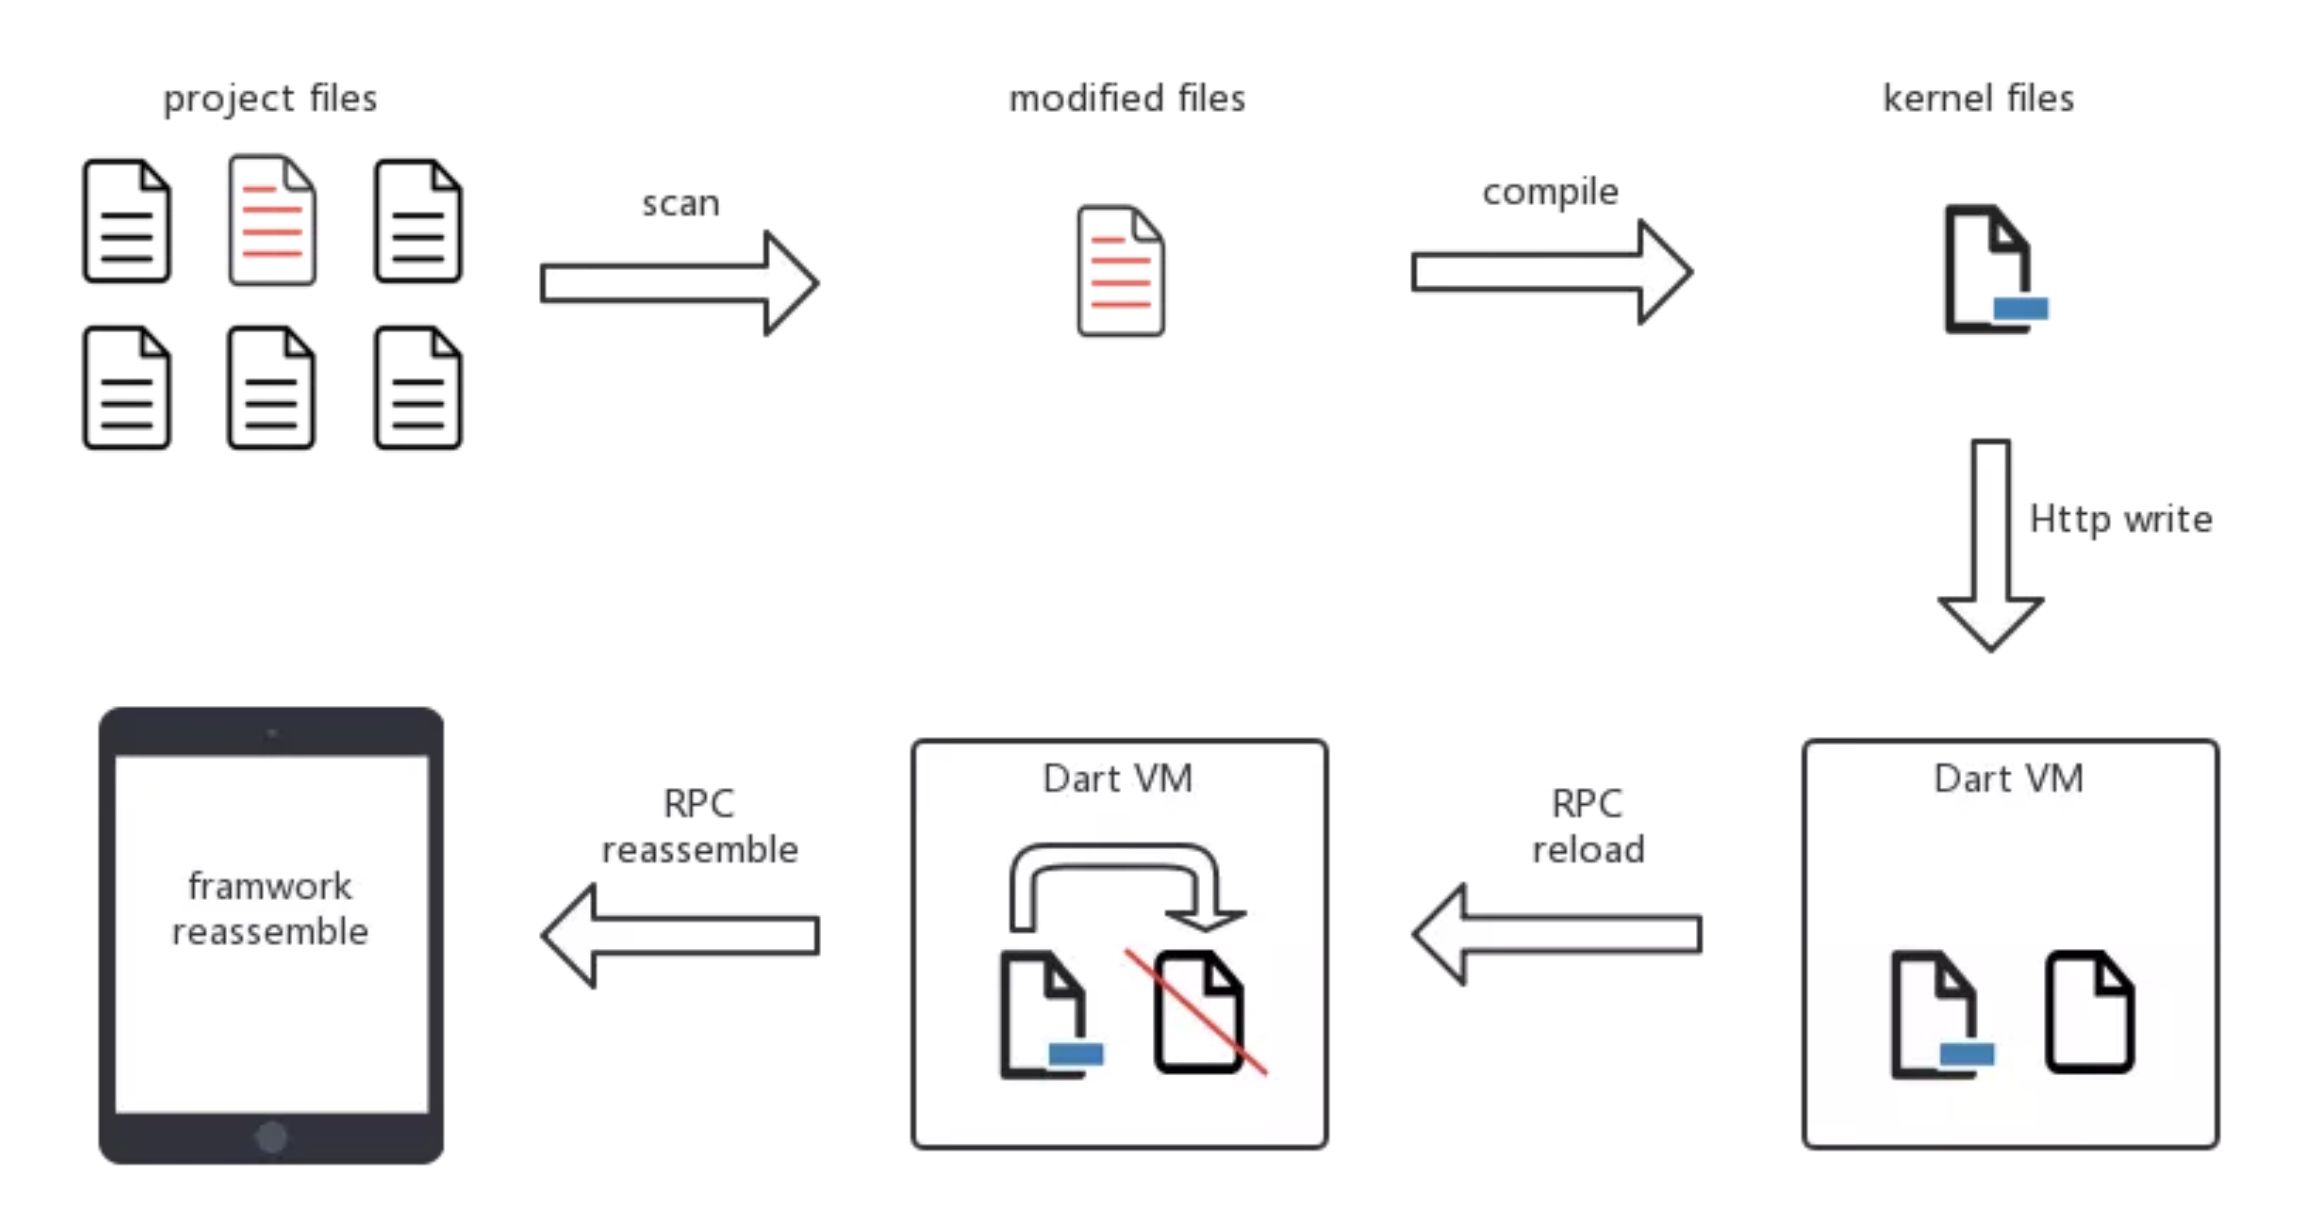 project files
modified files
kernel files
scan
compile
Http write
Dart VM
RPC
reload
Dart VM
RPC
reassemble
framwork
reassemble